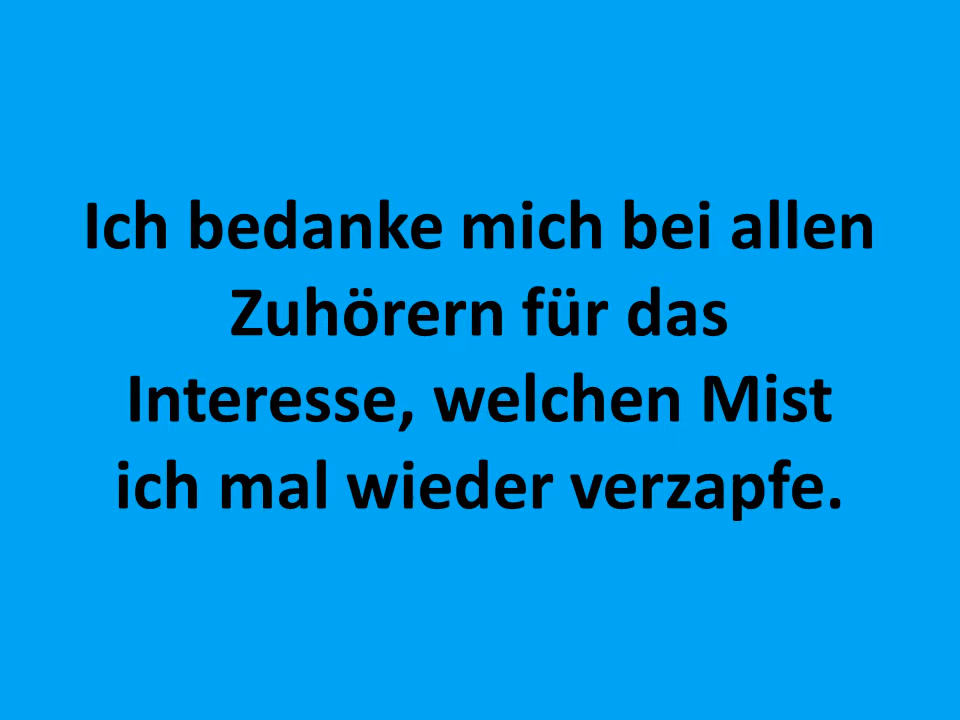 Ich bedanke mich bei allen
Zuhörern für das
Interesse, welchen Mist
ich mal wieder verzapfe.